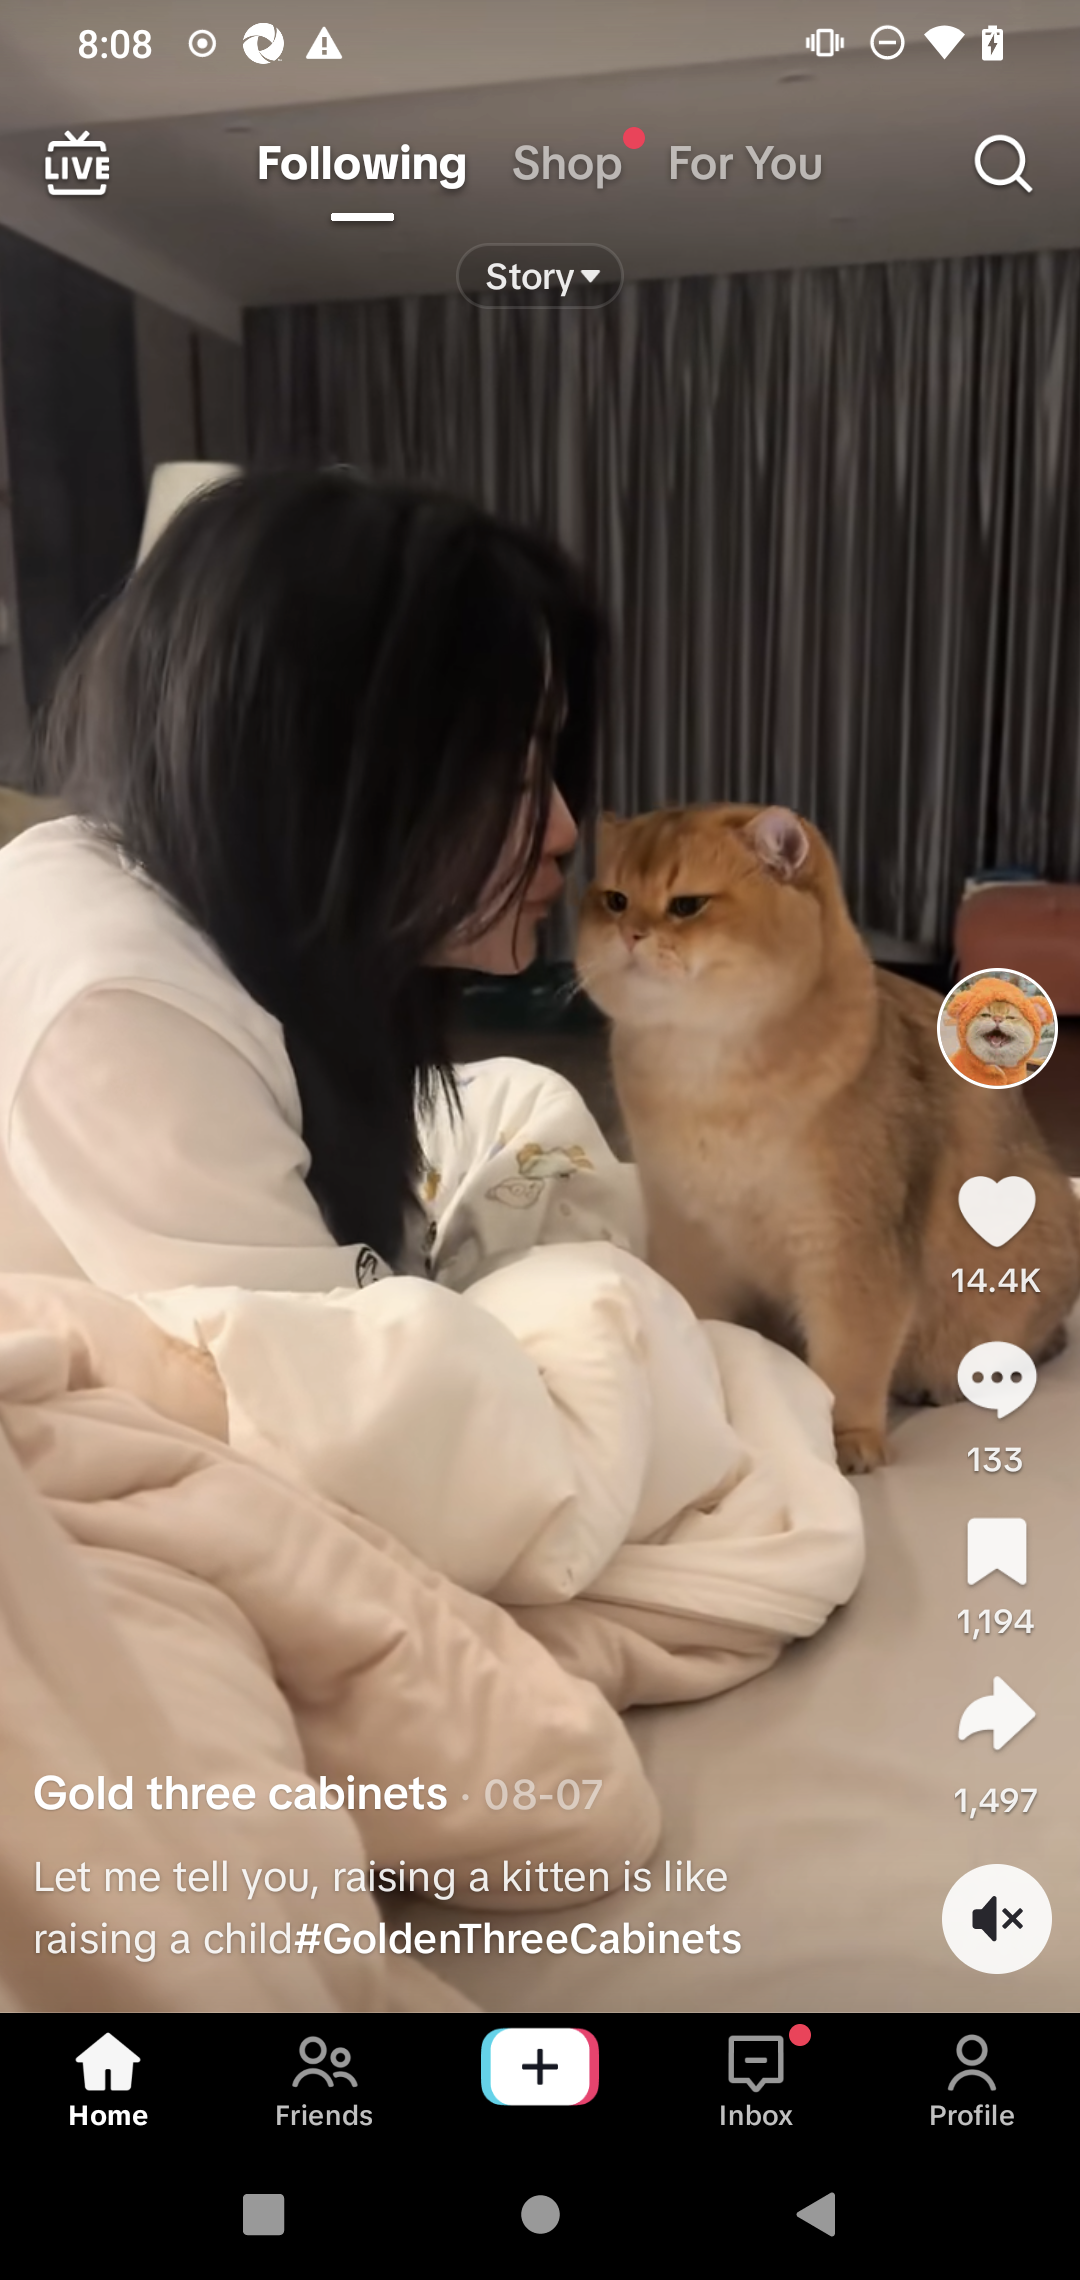 8:08
LIVE
Following
Shop
For You
Story
14.4K
133
1,194
1,497
Gold three cabinets · 08-07
Let me tell you, raising a kitten is like
raising a child#GoldenThreeCabinets
Home
Friends
Inbox
Profile